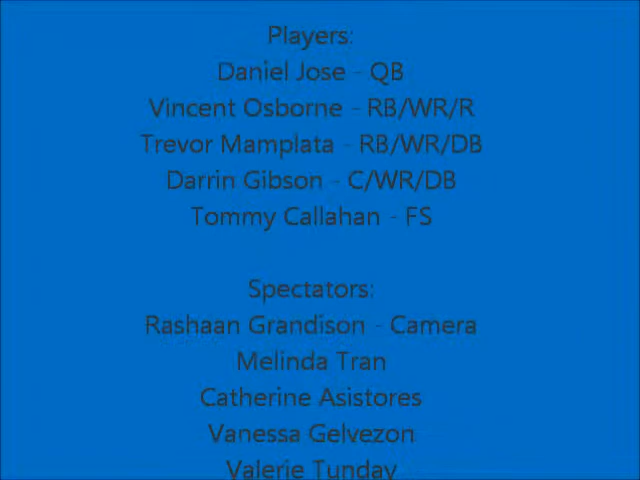 Players:
Daniel Jose - QB
Vincent Osborne - RB/WR/R
Trevor Mamplata - RB/WR/DB
Darrin Gibson - C/WR/DB
Tommy Callahan - FS
Spectators:
Rashaan Grandison - Camera
Melinda Tran
Catherine Asistores
Vanessa Gelvezon
Valerie Tunday